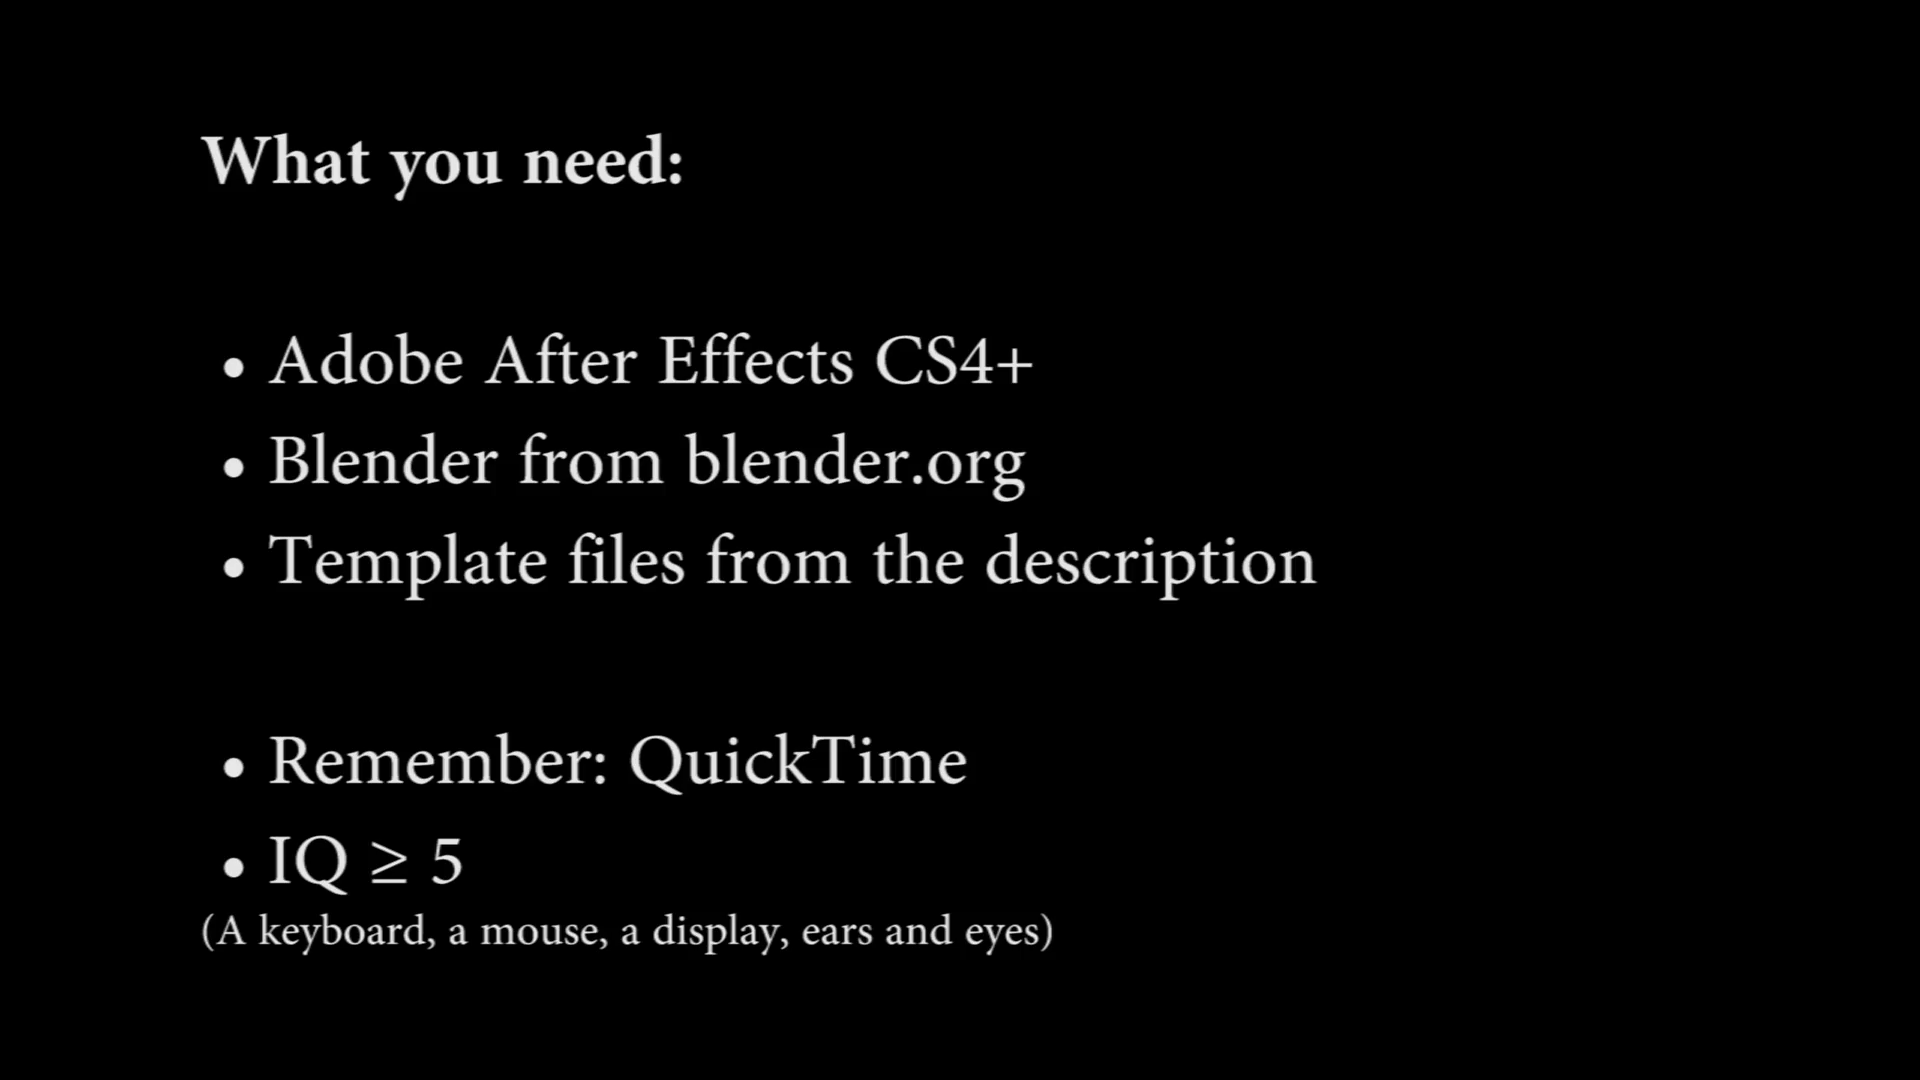 What you need:
• Adobe After Effects CS4+
• Blender from blender.org
• Template files from the description
• Remember: QuickTime
• IQ ≥ 5
(A keyboard, a mouse, a display, ears and eyes)